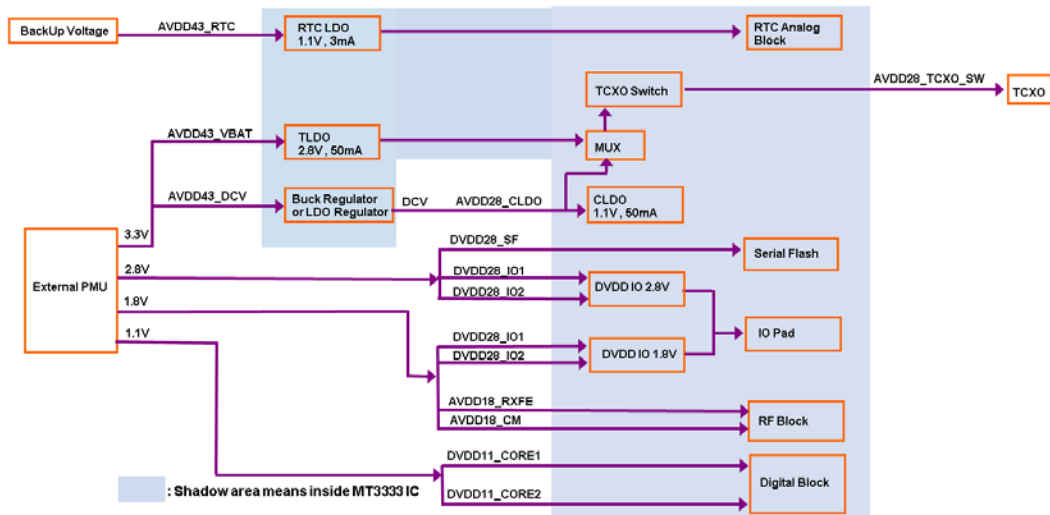 BackUp Voltage
AVDD43_RTC
RTC LDO
1.1V , 3mA
RTC Analog
Block
TCXO Switch
AVDD28_TCXO_SW
TCXO
AVDD43_VBAT
TLDO
2.8V , 50mA
MUX
AVDD43_DCV
Buck Regulator
or LDO Regulator
DCV
AVDD28_CLDO
CLDO
1.1V , 50mA
External PMU
3.3V
2.8V
1.8V
1.1V
DVDD28_SF
Serial Flash
DVDD28_IO1
DVDD28_IO2
DVDD IO 2.8V
IO Pad
DVDD28_IO1
DVDD28_IO2
DVDD IO 1.8V
AVDD18_RXFE
AVDD18_CM
RF Block
DVDD11_CORE1
DVDD11_CORE2
Digital Block
: Shadow area means inside MT3333 IC